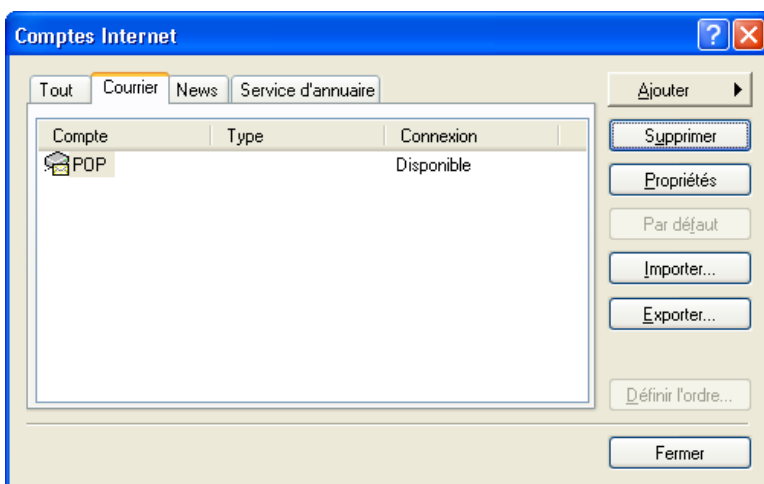 Comptes Internet
Tout Courrier News Service d'annuaire
Compte Type Connexion
POP Disponible
Ajouter
Supprimer
Propriétés
Par défaut
Importer...
Exporter...
Définir l'ordre...
Fermer